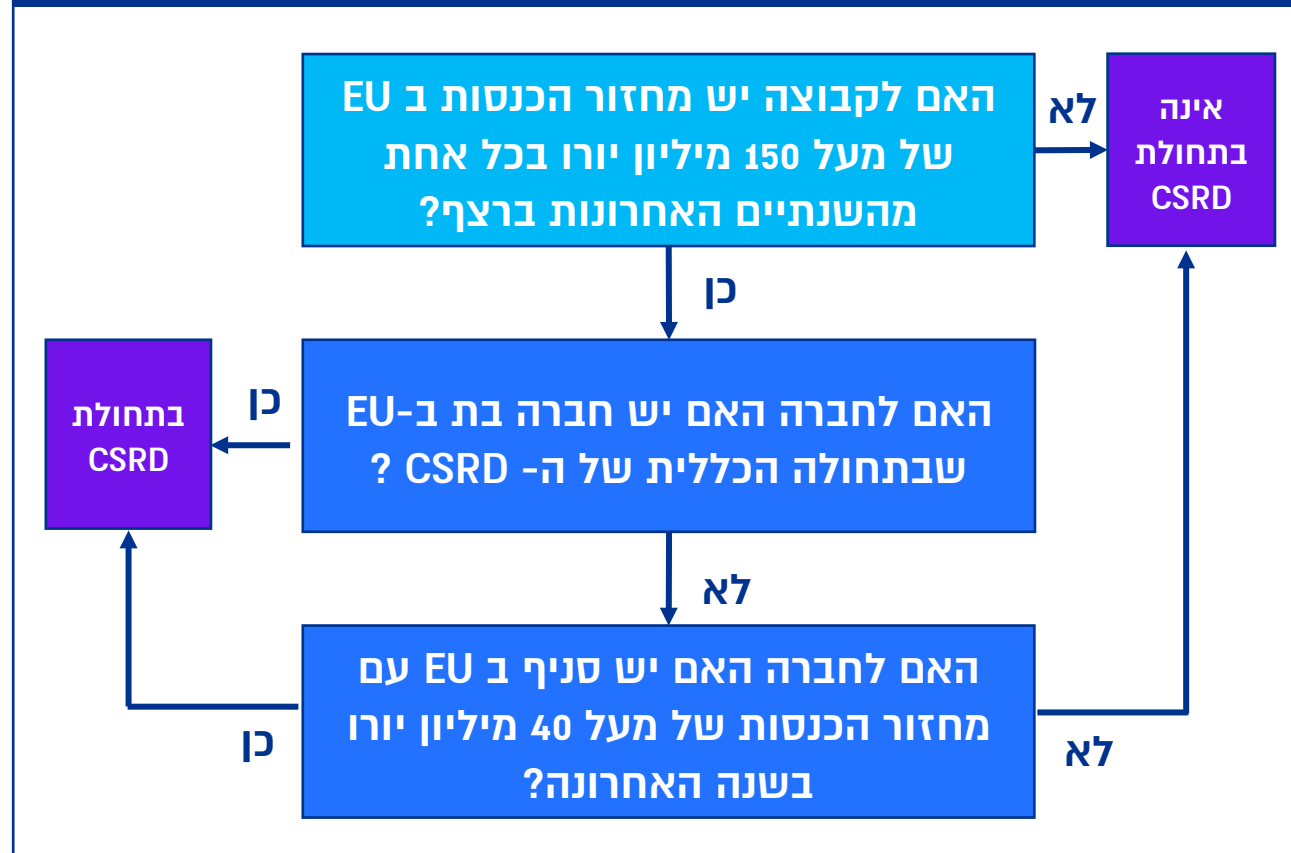 האם לקבוצה יש מחזור הכנסות ב EU
של מעל 150 מיליון יורו בכל אחת
מהשנתיים האחרונות ברצף?
לא
אינה
בתחולת
CSRD
כן
האם לחברה האם יש חברה בת ב-EU
שבתחולה הכללית של ה- CSRD ?
כן
בתחולת
CSRD
לא
האם לחברה האם יש סניף ב EU עם
מחזור הכנסות של מעל 40 מיליון יורו
בשנה האחרונה?
לא
כן